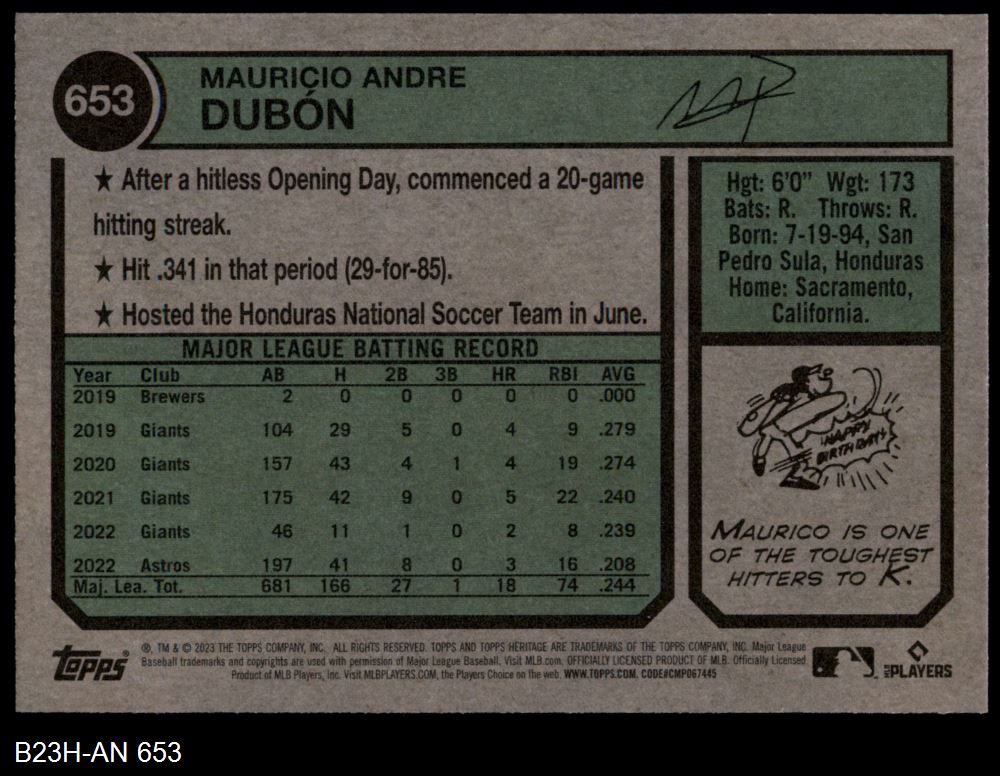 653
MAURICIO ANDRE
DUBÓN
★ After a hitless Opening Day, commenced a 20-game
hitting streak.
★ Hit .341 in that period (29-for-85).
★ Hosted the Honduras National Soccer Team in June.
MAJOR LEAGUE BATTING RECORD
Year Club AB H 2B 3B HR RBI AVG
2019 Brewers 2 0 0 0 0 0 .000
2019 Giants 104 29 5 0 4 9 .279
2020 Giants 157 43 4 1 4 19 .274
2021 Giants 175 42 9 0 5 22 .240
2022 Giants 46 11 1 0 2 8 .239
2022 Astros 197 41 8 0 3 16 .208
Maj. Lea. Tot. 681 166 27 1 18 74 .244
Hgt: 6'0" Wgt: 173
Bats: R. Throws: R.
Born: 7-19-94, San
Pedro Sula, Honduras
Home: Sacramento,
California.
HAPPY
BIRTHDAY!
MAURICO IS ONE
OF THE TOUGHEST
HITTERS TO K.
Topps
®, TM & © 2023 THE TOPPS COMPANY, INC. ALL RIGHTS RESERVED. TOPPS AND TOPPS HERITAGE ARE TRADEMARKS OF THE TOPPS COMPANY, INC. Major League
Baseball trademarks and copyrights are used with permission of Major League Baseball. Visit MLB.com. OFFICIALLY LICENSED PRODUCT OF MLB. Officially Licensed
Product of MLB Players, Inc. Visit MLBPLAYERS.COM, the Players Choice on the web. WWW.TOPPS.COM. CODE#CMP067445
MLB PLAYERS
B23H-AN 653